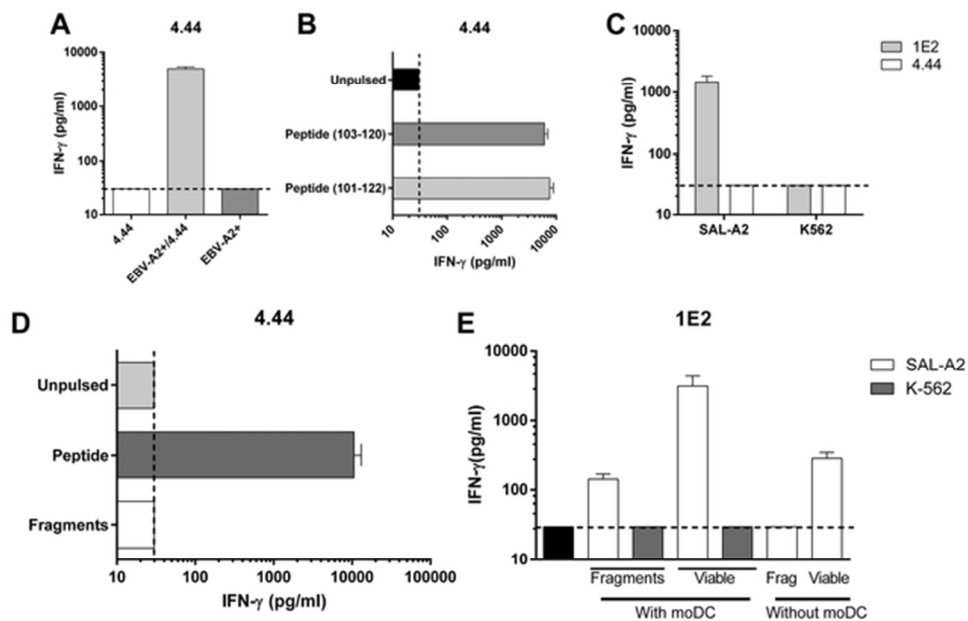 A
4.44
IFN-γ (pg/ml)
10000
1000
100
10
4.44
EBV-A2+/4.44
EBV-A2+
B
4.44
Unpulsed
Peptide (103-120)
Peptide (101-122)
10
100
1000
10000
IFN-γ (pg/ml)
C
IFN-γ (pg/ml)
10000
1000
100
10
SAL-A2
K562
1E2
4.44
D
4.44
Unpulsed
Peptide
Fragments
10
100
1000
10000
100000
IFN-γ (pg/ml)
E
1E2
IFN-γ(pg/ml)
10000
1000
100
10
SAL-A2
K-562
Fragments
Viable
Frag
Viable
With moDC
Without moDC